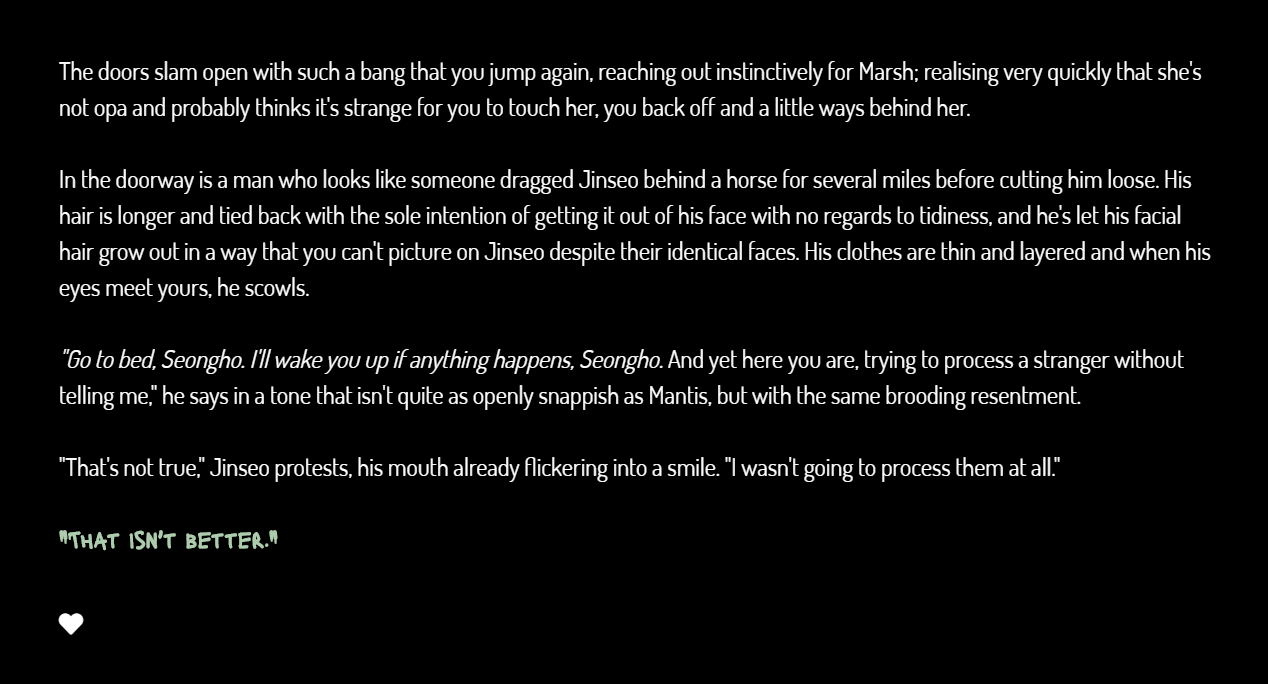 The doors slam open with such a bang that you jump again, reaching out instinctively for Marsh; realising very quickly that she's
not opa and probably thinks it's strange for you to touch her, you back off and a little ways behind her.
In the doorway is a man who looks like someone dragged Jinseo behind a horse for several miles before cutting him loose. His
hair is longer and tied back with the sole intention of getting it out of his face with no regards to tidiness, and he's let his facial
hair grow out in a way that you can't picture on Jinseo despite their identical faces. His clothes are thin and layered and when his
eyes meet yours, he scowls.
"Go to bed, Seongho. I'll wake you up if anything happens, Seongho. And yet here you are, trying to process a stranger without
telling me," he says in a tone that isn't quite as openly snappish as Mantis, but with the same brooding resentment.
"That's not true," Jinseo protests, his mouth already flickering into a smile. "I wasn't going to process them at all."
"THAT ISN'T BETTER."